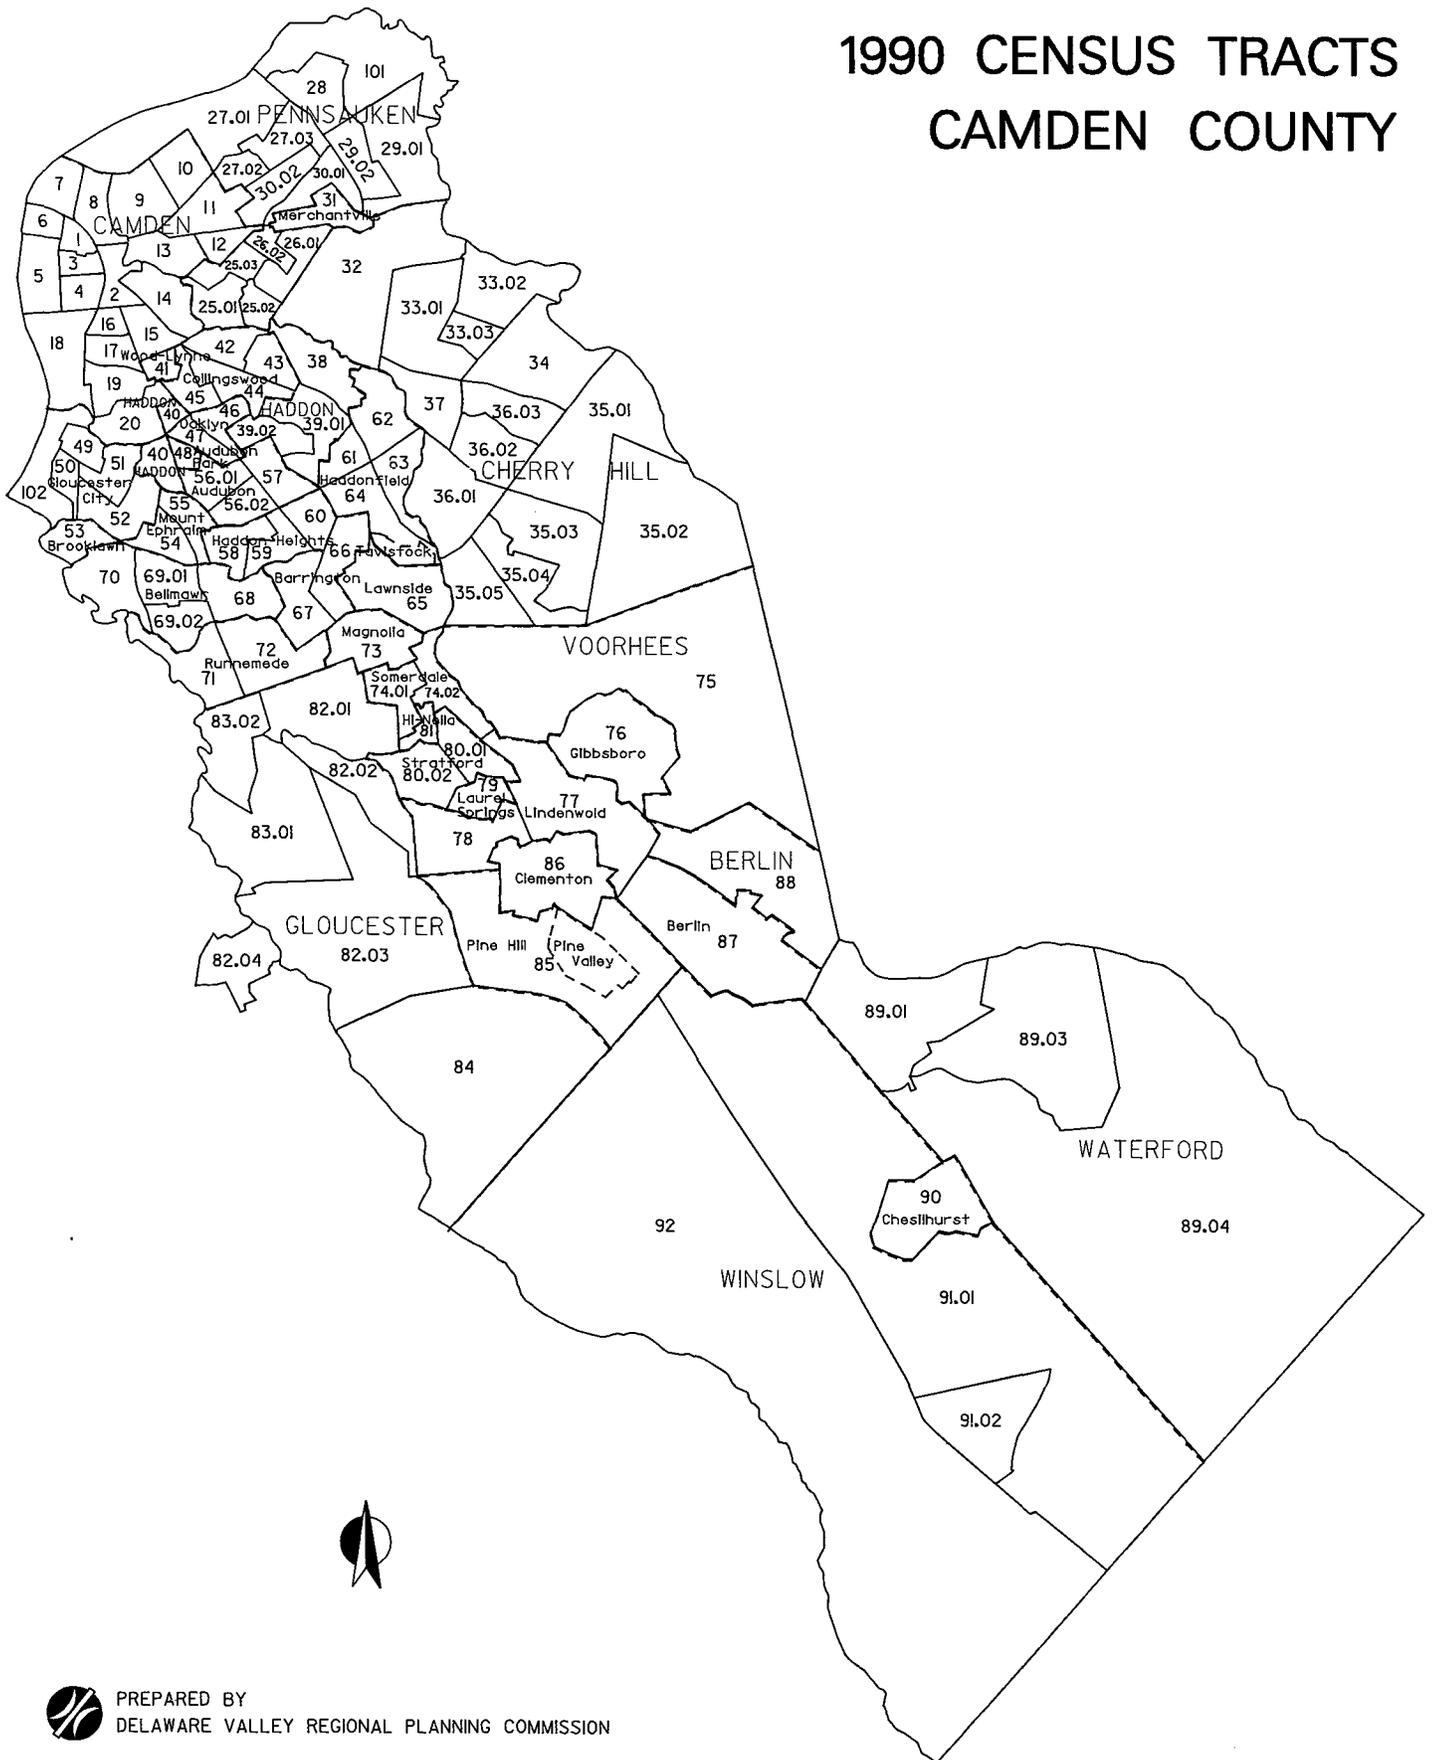 1990 CENSUS TRACTS
CAMDEN COUNTY
101
28
27.01 PENNSAUKEN
27.03
29.02
29.01
10
27.02
30.02
30.01
7
8
9
11
31
Merchantville
6
CAMDEN
1
13
12
26.02
26.01
3
25.03
32
5
33.02
4
2
14
25.01
25.02
33.01
16
15
33.03
18
17
Wood-Lynne
42
43
38
34
41
Collingswood
19
45
44
37
HADDON
40
46
HADDON
39.01
62
36.03
35.01
20
39.02
47
49
Audubon
Park
36.02
51
40
48
61
63
50
HADDON
56.01
57
Haddonfield
CHERRY HILL
Gloucester
City
102
Audubon
64
36.01
55
56.02
52
Mount
Ephraim
60
53
35.03
35.02
Brooklawn
54
Haddon Heights
58
59
66
Tavistock
70
69.01
Barrington
35.04
Bellmawr
68
Lawnside
65
35.05
69.02
67
Magnolia
73
VOORHEES
72
Runnemede
71
Somerdale
74.01
74.02
75
83.02
82.01
Hi-Nella
81
76
Gibbsboro
80.01
Stratford
80.02
82.02
79
77
Laurel
Springs
Lindenwold
83.01
78
86
Clementon
BERLIN
88
GLOUCESTER
82.03
Berlin
87
Pine Hill
Pine
Valley
85
82.04
89.01
89.03
84
WATERFORD
90
Chesilhurst
92
89.04
WINSLOW
91.01
91.02
PREPARED BY
DELAWARE VALLEY REGIONAL PLANNING COMMISSION